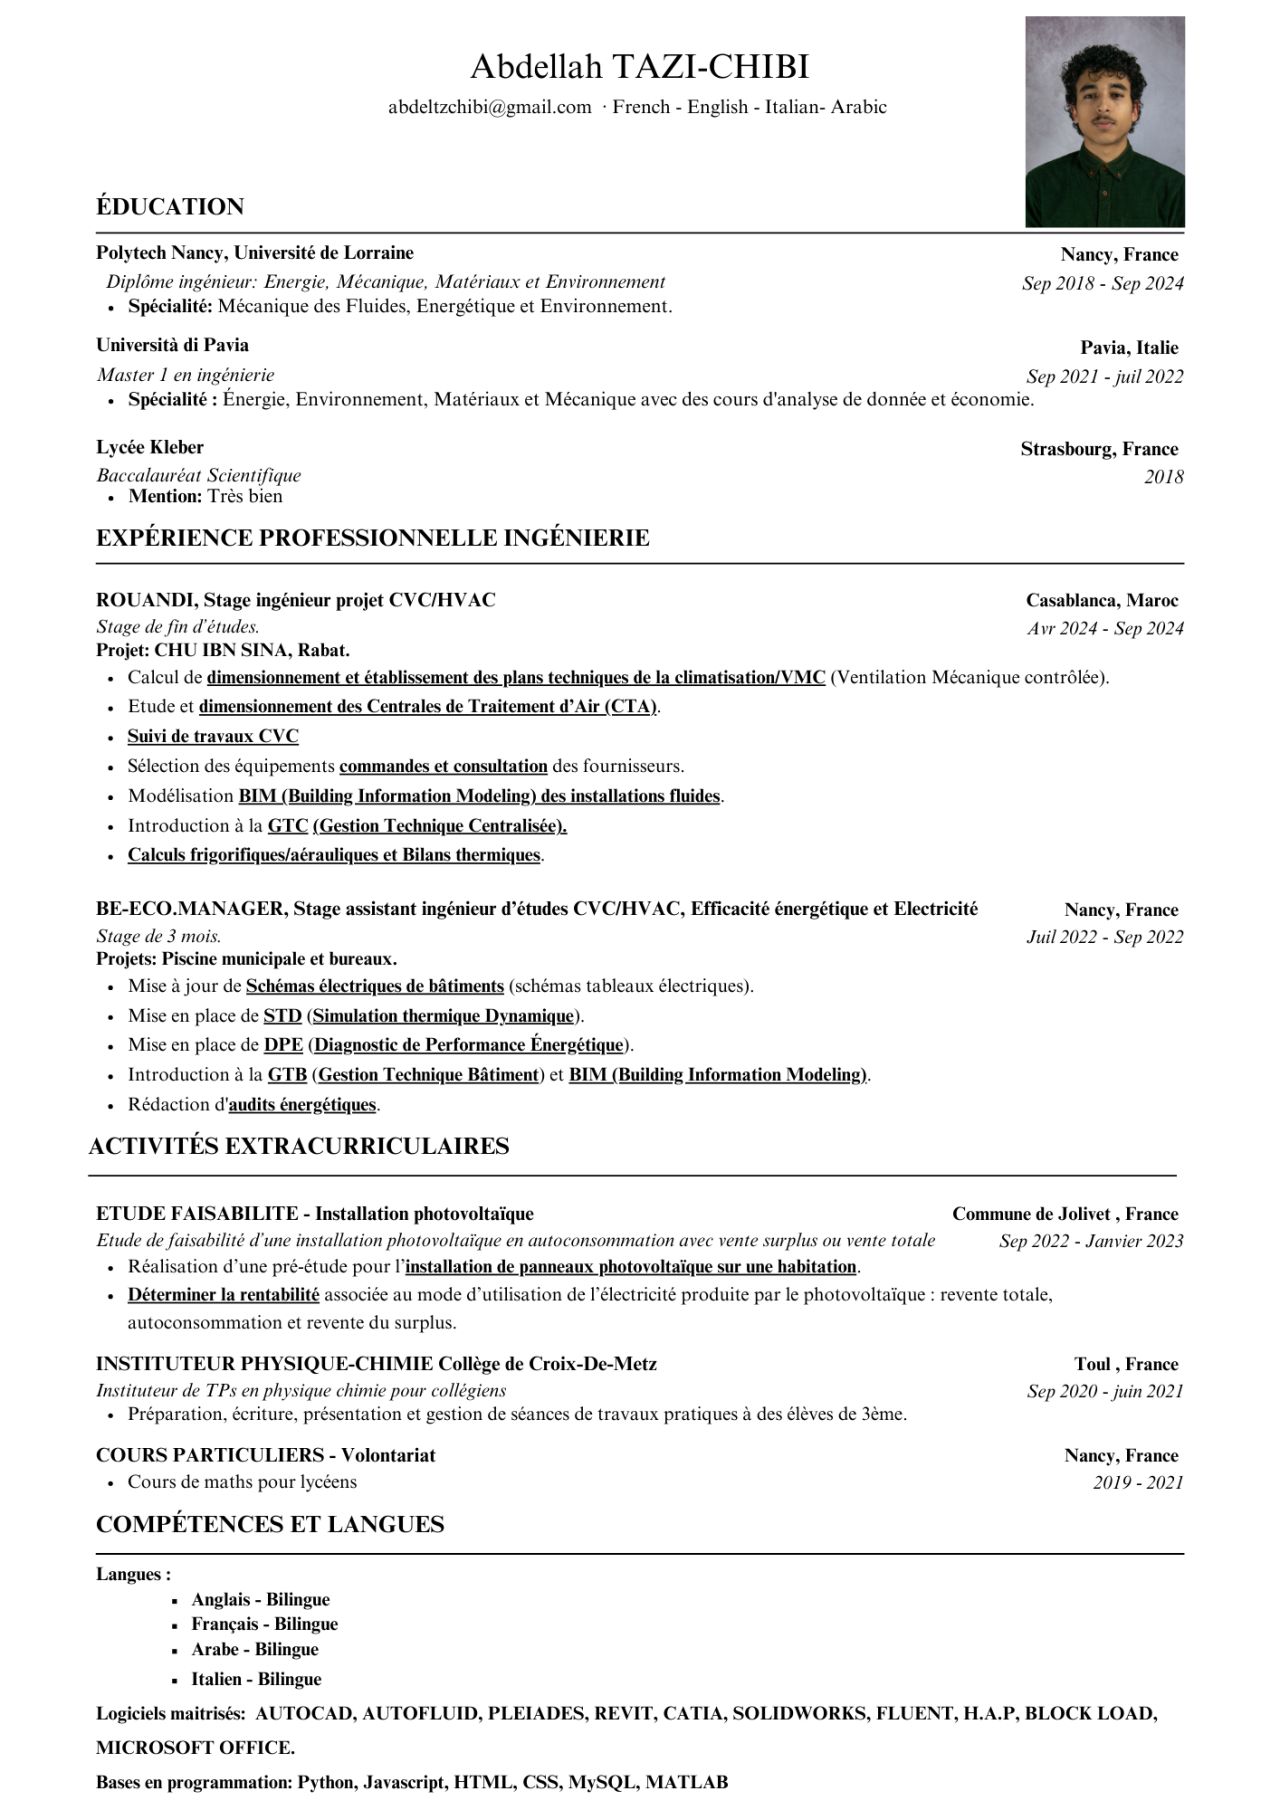 Abdellah TAZI-CHIBI
abdeltzchibi@gmail.com · French - English - Italian- Arabic
ÉDUCATION
Polytech Nancy, Université de Lorraine Nancy, France
Diplôme ingénieur: Energie, Mécanique, Matériaux et Environnement Sep 2018 - Sep 2024
• Spécialité: Mécanique des Fluides, Energétique et Environnement.
Università di Pavia Pavia, Italie
Master 1 en ingénierie Sep 2021 - juil 2022
• Spécialité : Énergie, Environnement, Matériaux et Mécanique avec des cours d'analyse de donnée et économie.
Lycée Kleber Strasbourg, France
Baccalauréat Scientifique 2018
• Mention: Très bien
EXPÉRIENCE PROFESSIONNELLE INGÉNIERIE
ROUANDI, Stage ingénieur projet CVC/HVAC Casablanca, Maroc
Stage de fin d'études. Avr 2024 - Sep 2024
Projet: CHU IBN SINA, Rabat.
• Calcul de dimensionnement et établissement des plans techniques de la climatisation/VMC (Ventilation Mécanique contrôlée).
• Etude et dimensionnement des Centrales de Traitement d'Air (CTA).
• Suivi de travaux CVC
• Sélection des équipements commandes et consultation des fournisseurs.
• Modélisation BIM (Building Information Modeling) des installations fluides.
• Introduction à la GTC (Gestion Technique Centralisée).
• Calculs frigorifiques/aérauliques et Bilans thermiques.
BE-ECO.MANAGER, Stage assistant ingénieur d'études CVC/HVAC, Efficacité énergétique et Electricité Nancy, France
Stage de 3 mois. Juil 2022 - Sep 2022
Projets: Piscine municipale et bureaux.
• Mise à jour de Schémas électriques de bâtiments (schémas tableaux électriques).
• Mise en place de STD (Simulation thermique Dynamique).
• Mise en place de DPE (Diagnostic de Performance Énergétique).
• Introduction à la GTB (Gestion Technique Bâtiment) et BIM (Building Information Modeling).
• Rédaction d'audits énergétiques.
ACTIVITÉS EXTRACURRICULAIRES
ETUDE FAISABILITE - Installation photovoltaïque Commune de Jolivet , France
Etude de faisabilité d'une installation photovoltaïque en autoconsommation avec vente surplus ou vente totale Sep 2022 - Janvier 2023
• Réalisation d'une pré-étude pour l'installation de panneaux photovoltaïque sur une habitation.
• Déterminer la rentabilité associée au mode d'utilisation de l'électricité produite par le photovoltaïque : revente totale,
autoconsommation et revente du surplus.
INSTITUTEUR PHYSIQUE-CHIMIE Collège de Croix-De-Metz Toul , France
Instituteur de TPs en physique chimie pour collégiens Sep 2020 - juin 2021
• Préparation, écriture, présentation et gestion de séances de travaux pratiques à des élèves de 3ème.
COURS PARTICULIERS - Volontariat Nancy, France
• Cours de maths pour lycéens 2019 - 2021
COMPÉTENCES ET LANGUES
Langues :
▪ Anglais - Bilingue
▪ Français - Bilingue
▪ Arabe - Bilingue
▪ Italien - Bilingue
Logiciels maitrisés: AUTOCAD, AUTOFLUID, PLEIADES, REVIT, CATIA, SOLIDWORKS, FLUENT, H.A.P, BLOCK LOAD,
MICROSOFT OFFICE.
Bases en programmation: Python, Javascript, HTML, CSS, MySQL, MATLAB